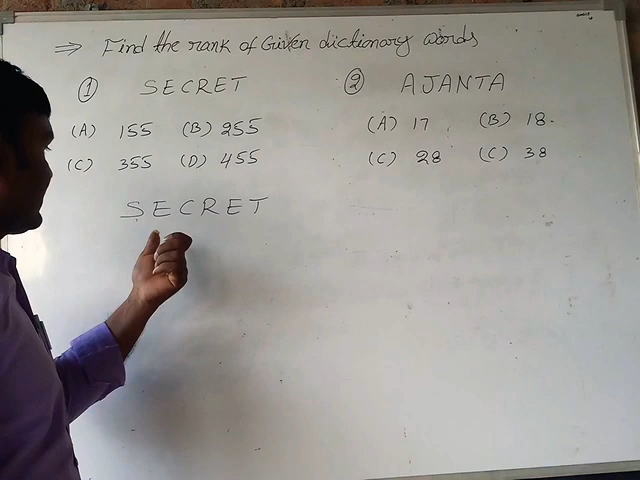 ⇒ Find the rank of Given dictionary words
① SECRET
(A) 155 (B) 255
(C) 355 (D) 455
② AJANTA
(A) 17 (B) 18.
(C) 28 (C) 38
SECRET